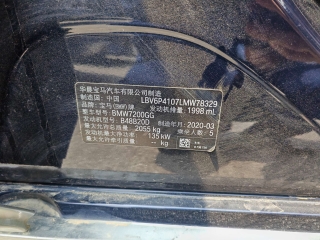 华晨宝马汽车有限公司制造
制造国：中国 LBV6P4107LMW78329
品牌：宝马(BMW)牌 发动机排量：1998 mL
整车型号：BMW7200GG
发动机型号：B48B20D 制造年月：2020-03
最大允许总质量：2055 kg 乘坐人数：5
发动机最大净功率：135 kW
-- kg